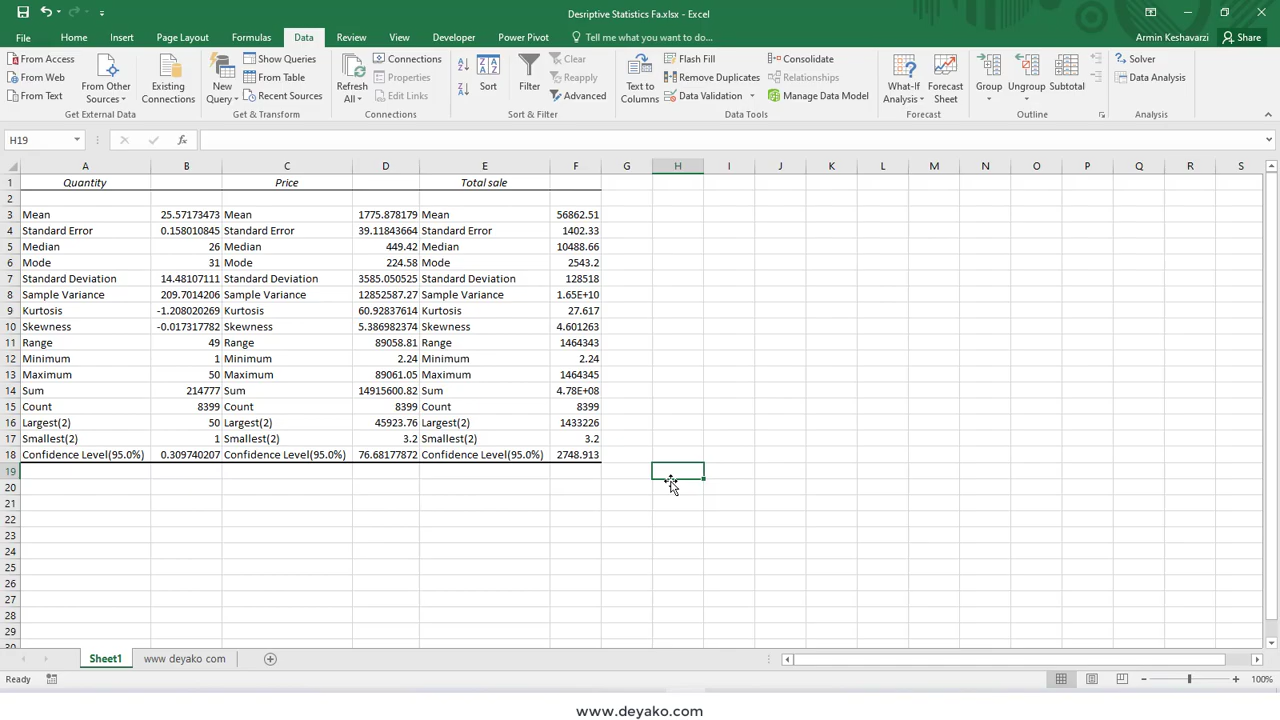 Desriptive Statistics Fa.xlsx - Excel
File Home Insert Page Layout Formulas Data Review View Developer Power Pivot Tell me what you want to do... Armin Keshavarzi Share
From Access
From Web
From Text
From Other Sources
Existing Connections
Get External Data
New Query
Show Queries
From Table
Recent Sources
Get & Transform
Refresh All
Connections
Properties
Edit Links
Connections
Sort
Filter
Clear
Reapply
Advanced
Sort & Filter
Text to Columns
Flash Fill
Remove Duplicates
Data Validation
Consolidate
Relationships
Manage Data Model
Data Tools
What-If Analysis
Forecast Sheet
Forecast
Group
Ungroup
Subtotal
Outline
Solver
Data Analysis
Analysis
H19 fx
A B C D E F G H I J K L M N O P Q R S
1 Quantity Price Total sale
2
3 Mean 25.57173473 Mean 1775.878179 Mean 56862.51
4 Standard Error 0.158010845 Standard Error 39.11843664 Standard Error 1402.33
5 Median 26 Median 449.42 Median 10488.66
6 Mode 31 Mode 224.58 Mode 2543.2
7 Standard Deviation 14.48107111 Standard Deviation 3585.050525 Standard Deviation 128518
8 Sample Variance 209.7014206 Sample Variance 12852587.27 Sample Variance 1.65E+10
9 Kurtosis -1.208020269 Kurtosis 60.92837614 Kurtosis 27.617
10 Skewness -0.017317782 Skewness 5.386982374 Skewness 4.601263
11 Range 49 Range 89058.81 Range 1464343
12 Minimum 1 Minimum 2.24 Minimum 2.24
13 Maximum 50 Maximum 89061.05 Maximum 1464345
14 Sum 214777 Sum 14915600.82 Sum 4.78E+08
15 Count 8399 Count 8399 Count 8399
16 Largest(2) 50 Largest(2) 45923.76 Largest(2) 1433226
17 Smallest(2) 1 Smallest(2) 3.2 Smallest(2) 3.2
18 Confidence Level(95.0%) 0.309740207 Confidence Level(95.0%) 76.68177872 Confidence Level(95.0%) 2748.913
19
20
21
22
23
24
25
26
27
28
29
30
Sheet1 www deyako com
Ready 100%
www.deyako.com